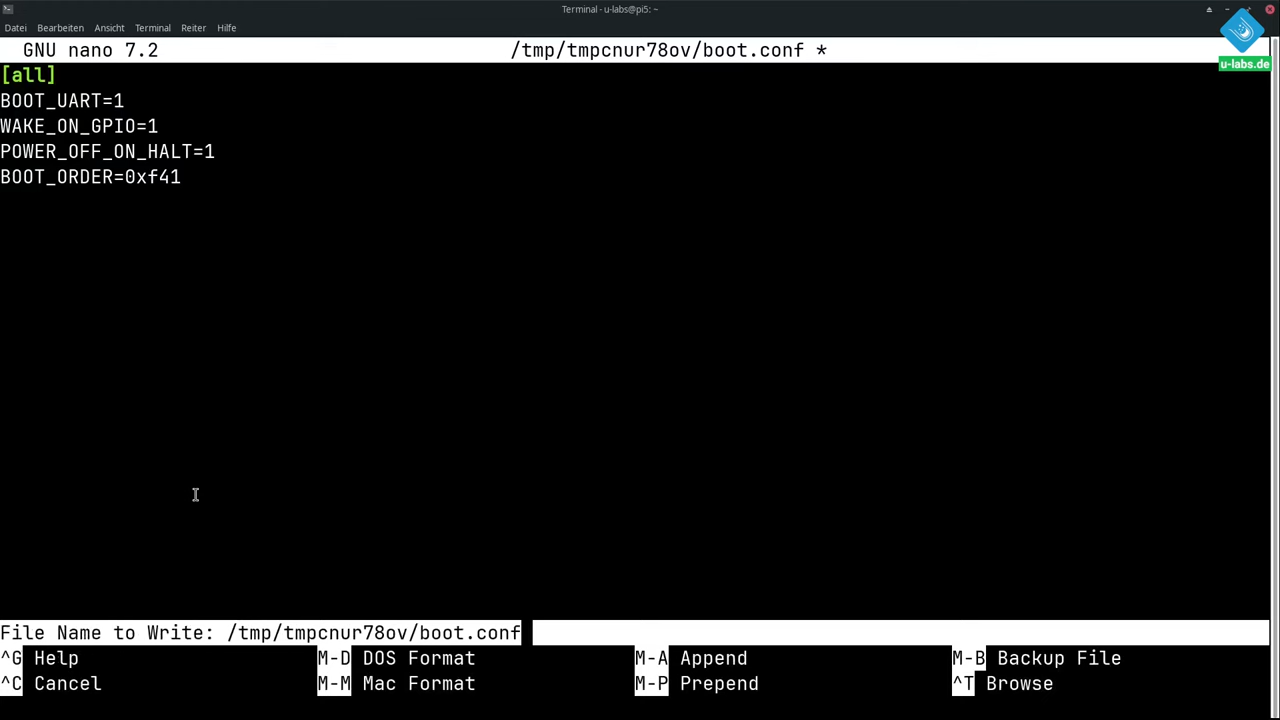 Terminal - u-labs@pi5: ~
Datei Bearbeiten Ansicht Terminal Reiter Hilfe
GNU nano 7.2 /tmp/tmpcnur78ov/boot.conf *
u-labs.de
[all]
BOOT_UART=1
WAKE_ON_GPIO=1
POWER_OFF_ON_HALT=1
BOOT_ORDER=0xf41
File Name to Write: /tmp/tmpcnur78ov/boot.conf
^G Help M-D DOS Format M-A Append M-B Backup File
^C Cancel M-M Mac Format M-P Prepend ^T Browse